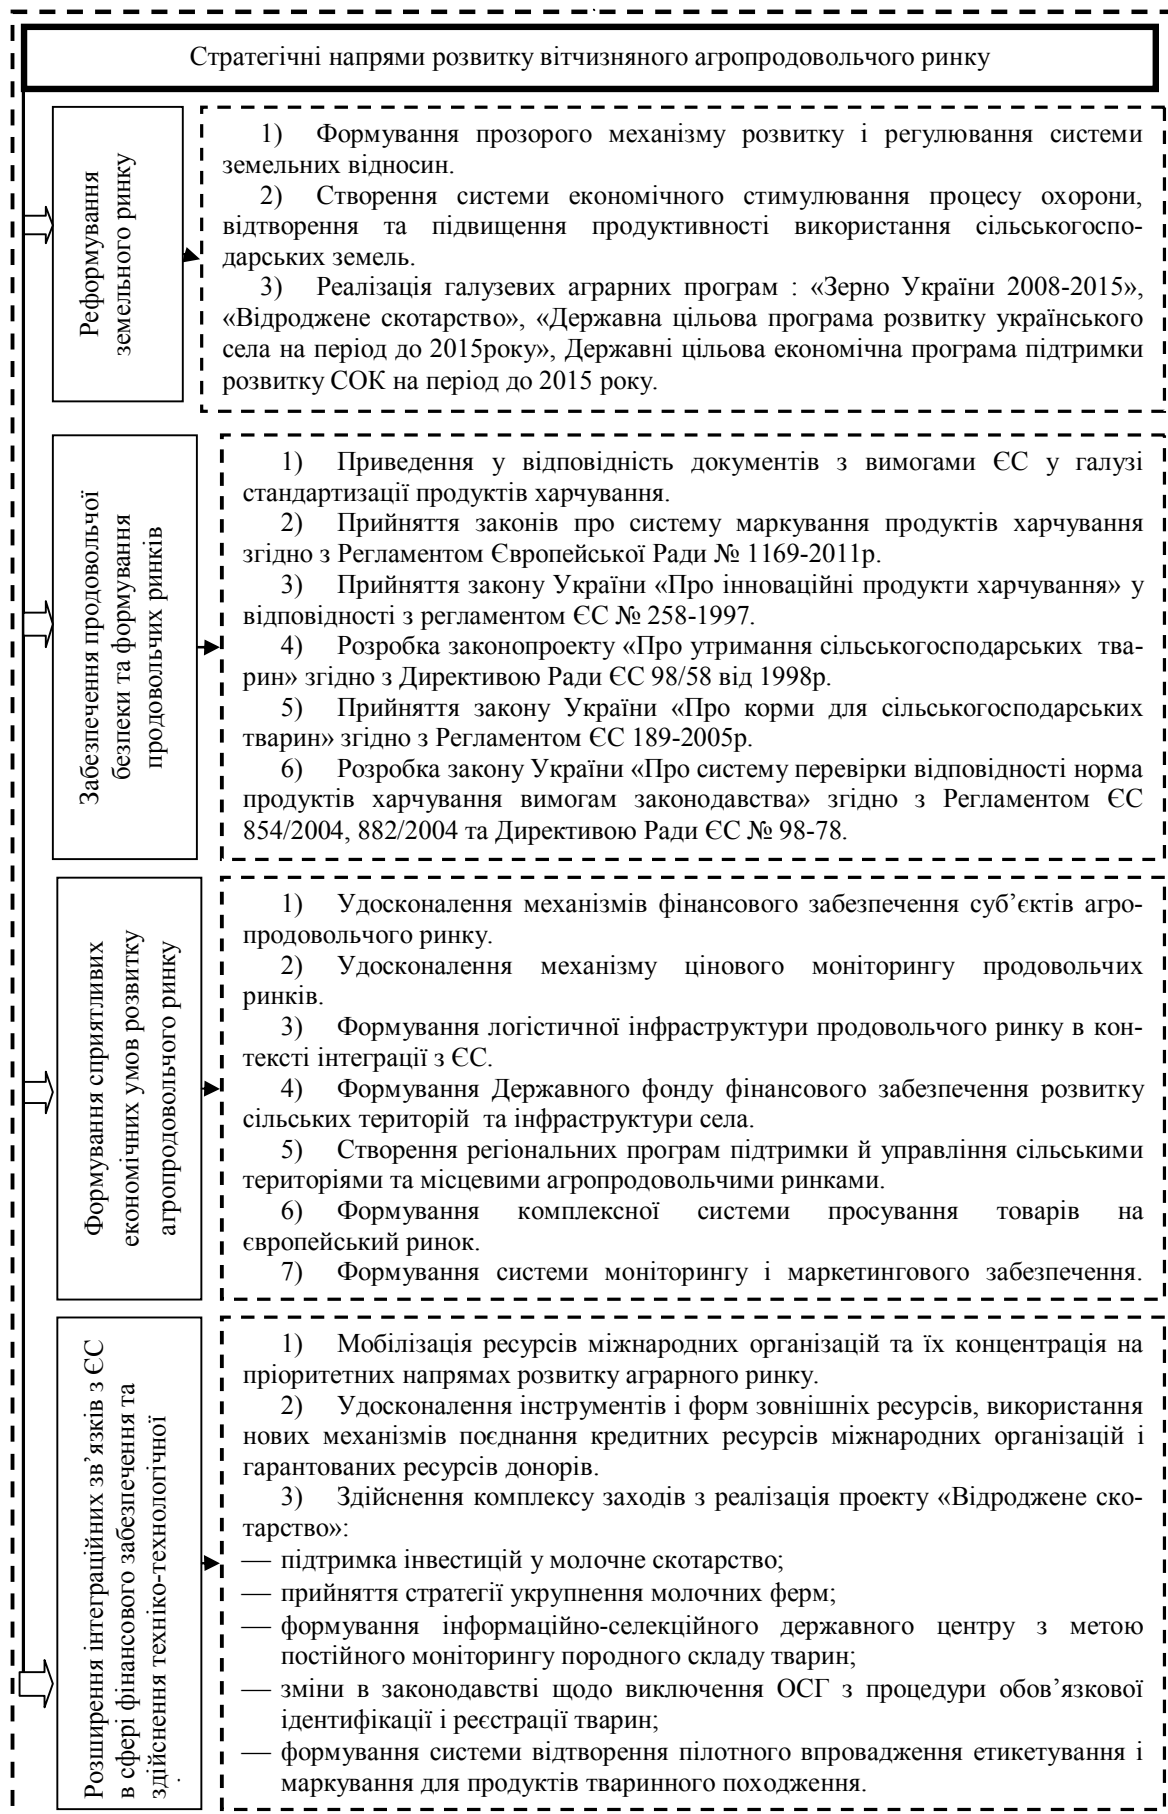 Стратегічні напрями розвитку вітчизняного агропродовольчого ринку
Реформування
земельного ринку
1) Формування прозорого механізму розвитку і регулювання системи
земельних відносин.
2) Створення системи економічного стимулювання процесу охорони,
відтворення та підвищення продуктивності використання сільськогоспо-
дарських земель.
3) Реалізація галузевих аграрних програм : «Зерно України 2008-2015»,
«Відроджене скотарство», «Державна цільова програма розвитку українського
села на період до 2015року», Державні цільова економічна програма підтримки
розвитку СОК на період до 2015 року.
Забезпечення продовольчої
безпеки та формування
продовольчих ринків
1) Приведення у відповідність документів з вимогами ЄС у галузі
стандартизації продуктів харчування.
2) Прийняття законів про систему маркування продуктів харчування
згідно з Регламентом Європейської Ради № 1169-2011р.
3) Прийняття закону України «Про інноваційні продукти харчування» у
відповідності з регламентом ЄС № 258-1997.
4) Розробка законопроекту «Про утримання сільськогосподарських тва-
рин» згідно з Директивою Ради ЄС 98/58 від 1998р.
5) Прийняття закону України «Про корми для сільськогосподарських
тварин» згідно з Регламентом ЄС 189-2005р.
6) Розробка закону України «Про систему перевірки відповідності норма
продуктів харчування вимогам законодавства» згідно з Регламентом ЄС
854/2004, 882/2004 та Директивою Ради ЄС № 98-78.
Формування сприятливих
економічних умов розвитку
агропродовольчого ринку
1) Удосконалення механізмів фінансового забезпечення суб’єктів агро-
продовольчого ринку.
2) Удосконалення механізму цінового моніторингу продовольчих
ринків.
3) Формування логістичної інфраструктури продовольчого ринку в кон-
тексті інтеграції з ЄС.
4) Формування Державного фонду фінансового забезпечення розвитку
сільських територій та інфраструктури села.
5) Створення регіональних програм підтримки й управління сільськими
територіями та місцевими агропродовольчими ринками.
6) Формування комплексної системи просування товарів на
європейський ринок.
7) Формування системи моніторингу і маркетингового забезпечення.
Розширення інтеграційних зв’язків з ЄС
в сфері фінансового забезпечення та
здійснення техніко-технологічної
1) Мобілізація ресурсів міжнародних організацій та їх концентрація на
пріоритетних напрямах розвитку аграрного ринку.
2) Удосконалення інструментів і форм зовнішніх ресурсів, використання
нових механізмів поєднання кредитних ресурсів міжнародних організацій і
гарантованих ресурсів донорів.
3) Здійснення комплексу заходів з реалізація проекту «Відроджене ско-
тарство»:
— підтримка інвестицій у молочне скотарство;
— прийняття стратегії укрупнення молочних ферм;
— формування інформаційно-селекційного державного центру з метою
постійного моніторингу породного складу тварин;
— зміни в законодавстві щодо виключення ОСГ з процедури обов’язкової
ідентифікації і реєстрації тварин;
— формування системи відтворення пілотного впровадження етикетування і
маркування для продуктів тваринного походження.